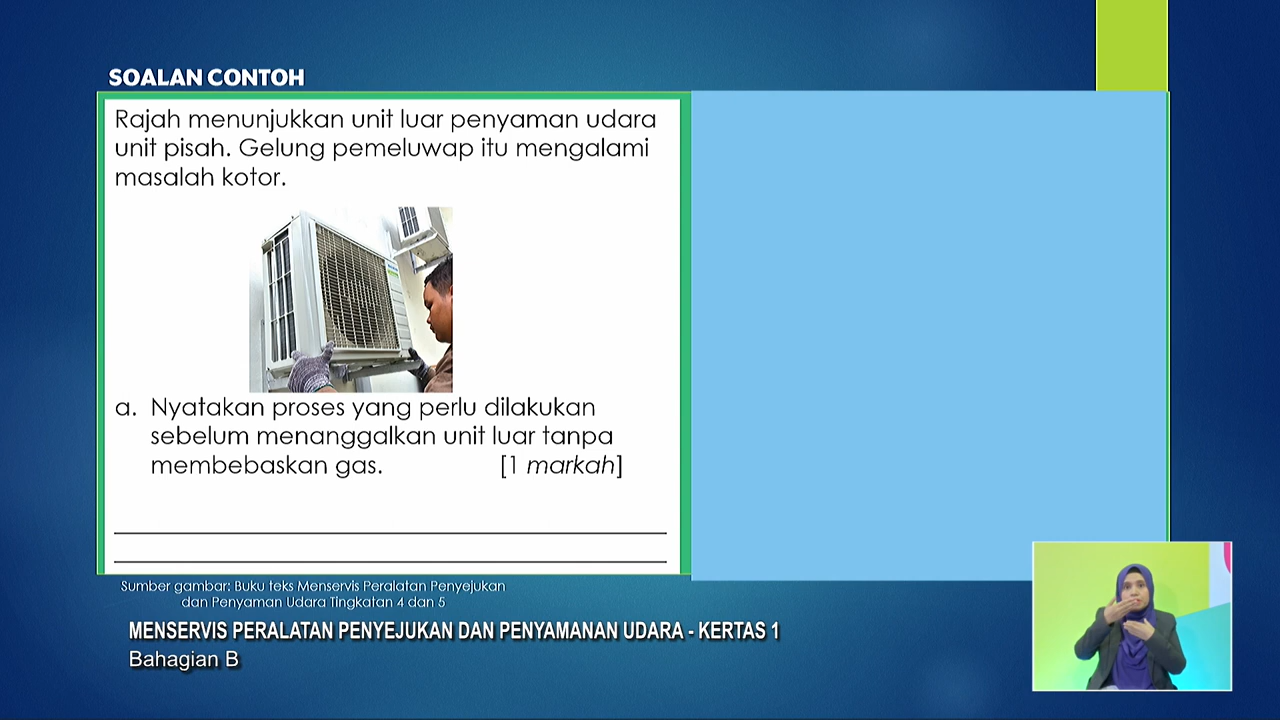 SOALAN CONTOH
Rajah menunjukkan unit luar penyaman udara
unit pisah. Gelung pemeluwap itu mengalami
masalah kotor.
a. Nyatakan proses yang perlu dilakukan
sebelum menanggalkan unit luar tanpa
membebaskan gas. [1 markah]
Sumber gambar: Buku teks Menservis Peralatan Penyejukan
dan Penyaman Udara Tingkatan 4 dan 5
MENSERVIS PERALATAN PENYEJUKAN DAN PENYAMANAN UDARA - KERTAS 1
Bahagian B